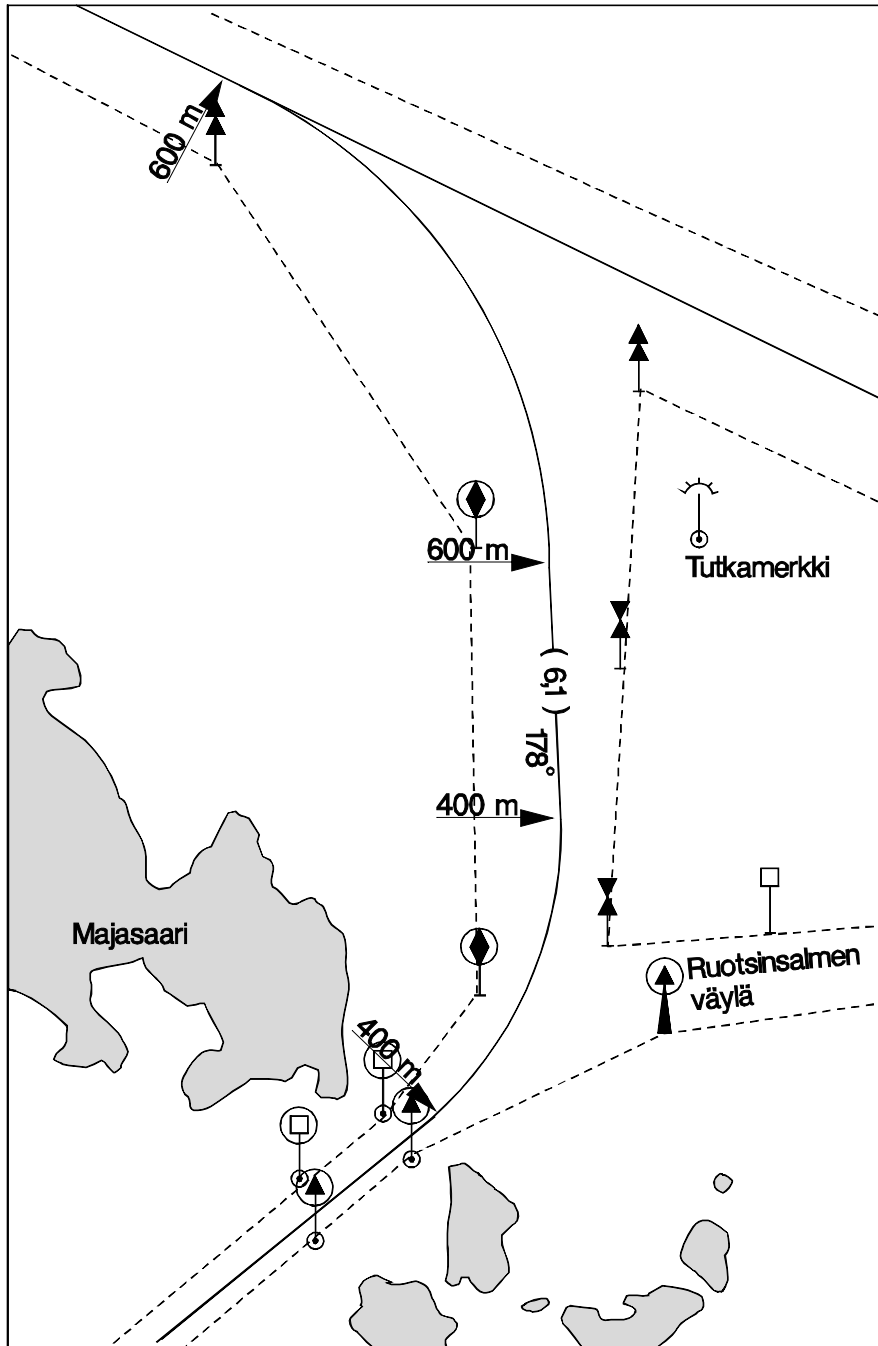 600 m
600 m
Tutkamerkki
( 6,1 )
178°
400 m
Majasaari
Ruotsinsalmen
väylä
400 m